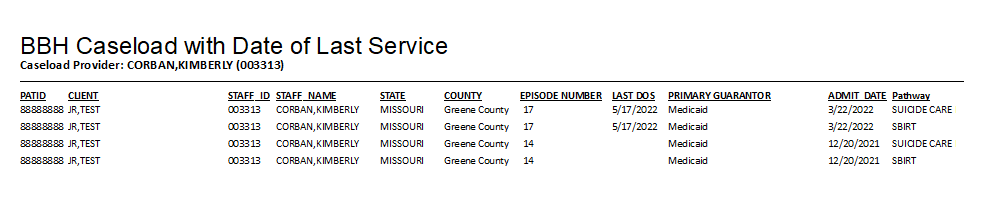 BBH Caseload with Date of Last Service
Caseload Provider: CORBAN,KIMBERLY (003313)
PATID CLIENT STAFF_ID STAFF_NAME STATE COUNTY EPISODE NUMBER LAST DOS PRIMARY GUARANTOR ADMIT_DATE Pathway
88888888 JR,TEST 003313 CORBAN,KIMBERLY MISSOURI Greene County 17 5/17/2022 Medicaid 3/22/2022 SUICIDE CARE
88888888 JR,TEST 003313 CORBAN,KIMBERLY MISSOURI Greene County 17 5/17/2022 Medicaid 3/22/2022 SBIRT
88888888 JR,TEST 003313 CORBAN,KIMBERLY MISSOURI Greene County 14 Medicaid 12/20/2021 SUICIDE CARE
88888888 JR,TEST 003313 CORBAN,KIMBERLY MISSOURI Greene County 14 Medicaid 12/20/2021 SBIRT